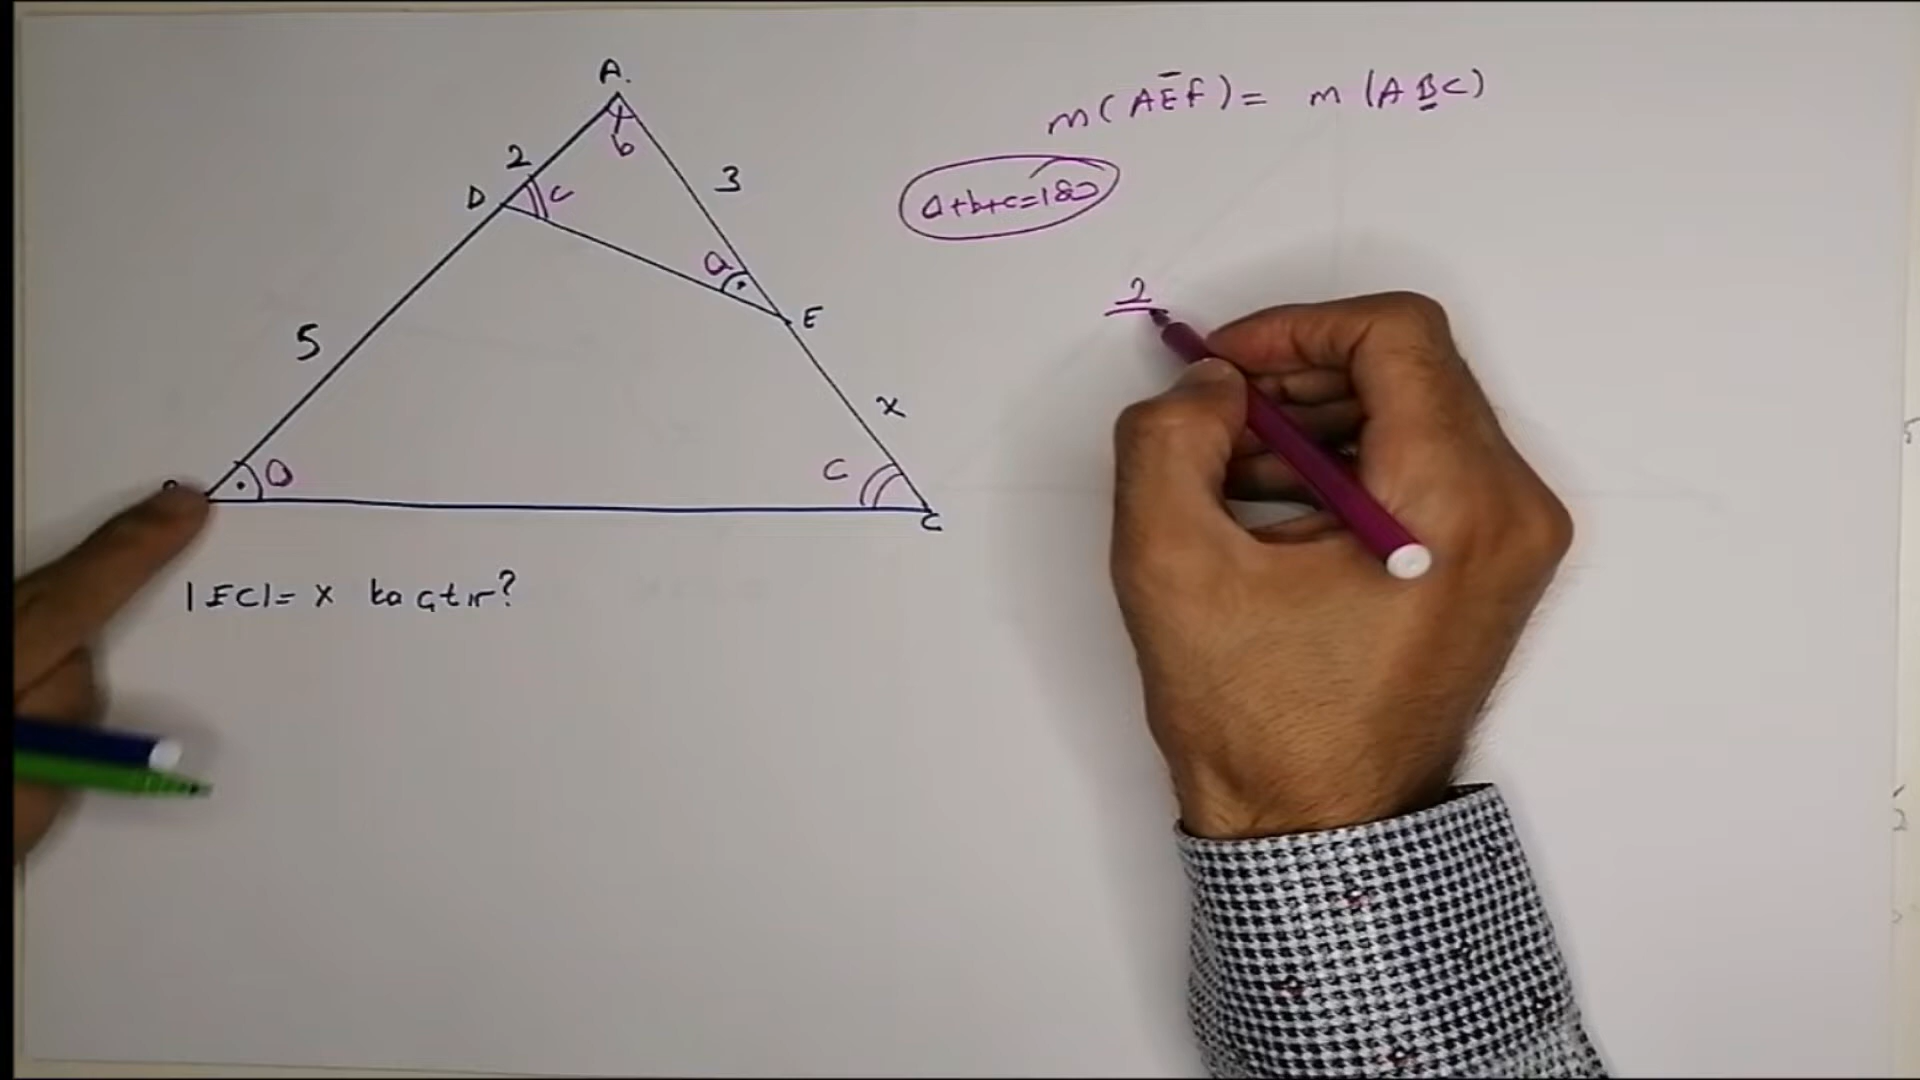 A.
m(AEF) = m(ABC)
2
b
3
D
c
a+b+c=180
a
2
E
5
x
a
c
C
|EC| = x kaçtır?